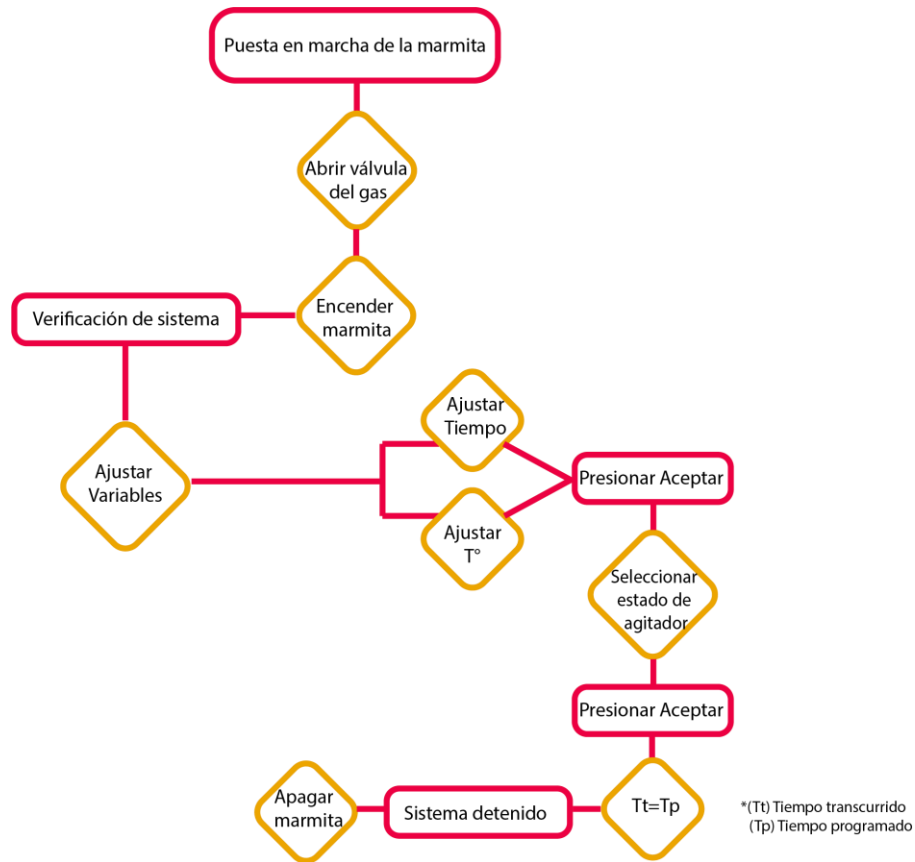 Puesta en marcha de la marmita
Abrir válvula
del gas
Encender
marmita
Verificación de sistema
Ajustar
Variables
Ajustar
Tiempo
Ajustar
T°
Presionar Aceptar
Seleccionar
estado de
agitador
Presionar Aceptar
Tt=Tp
*(Tt) Tiempo transcurrido
(Tp) Tiempo programado
Sistema detenido
Apagar
marmita